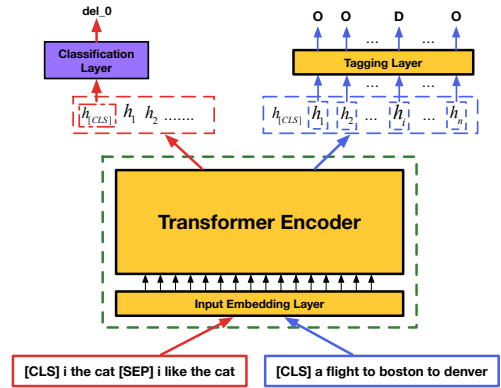 del_0
O O ... D ... O
Classification
Layer
Tagging Layer
... ...
h[CLS] h1 h2 .......
h[CLS] h1 h2 ... hi ... hn
Transformer Encoder
Input Embedding Layer
[CLS] i the cat [SEP] i like the cat
[CLS] a flight to boston to denver